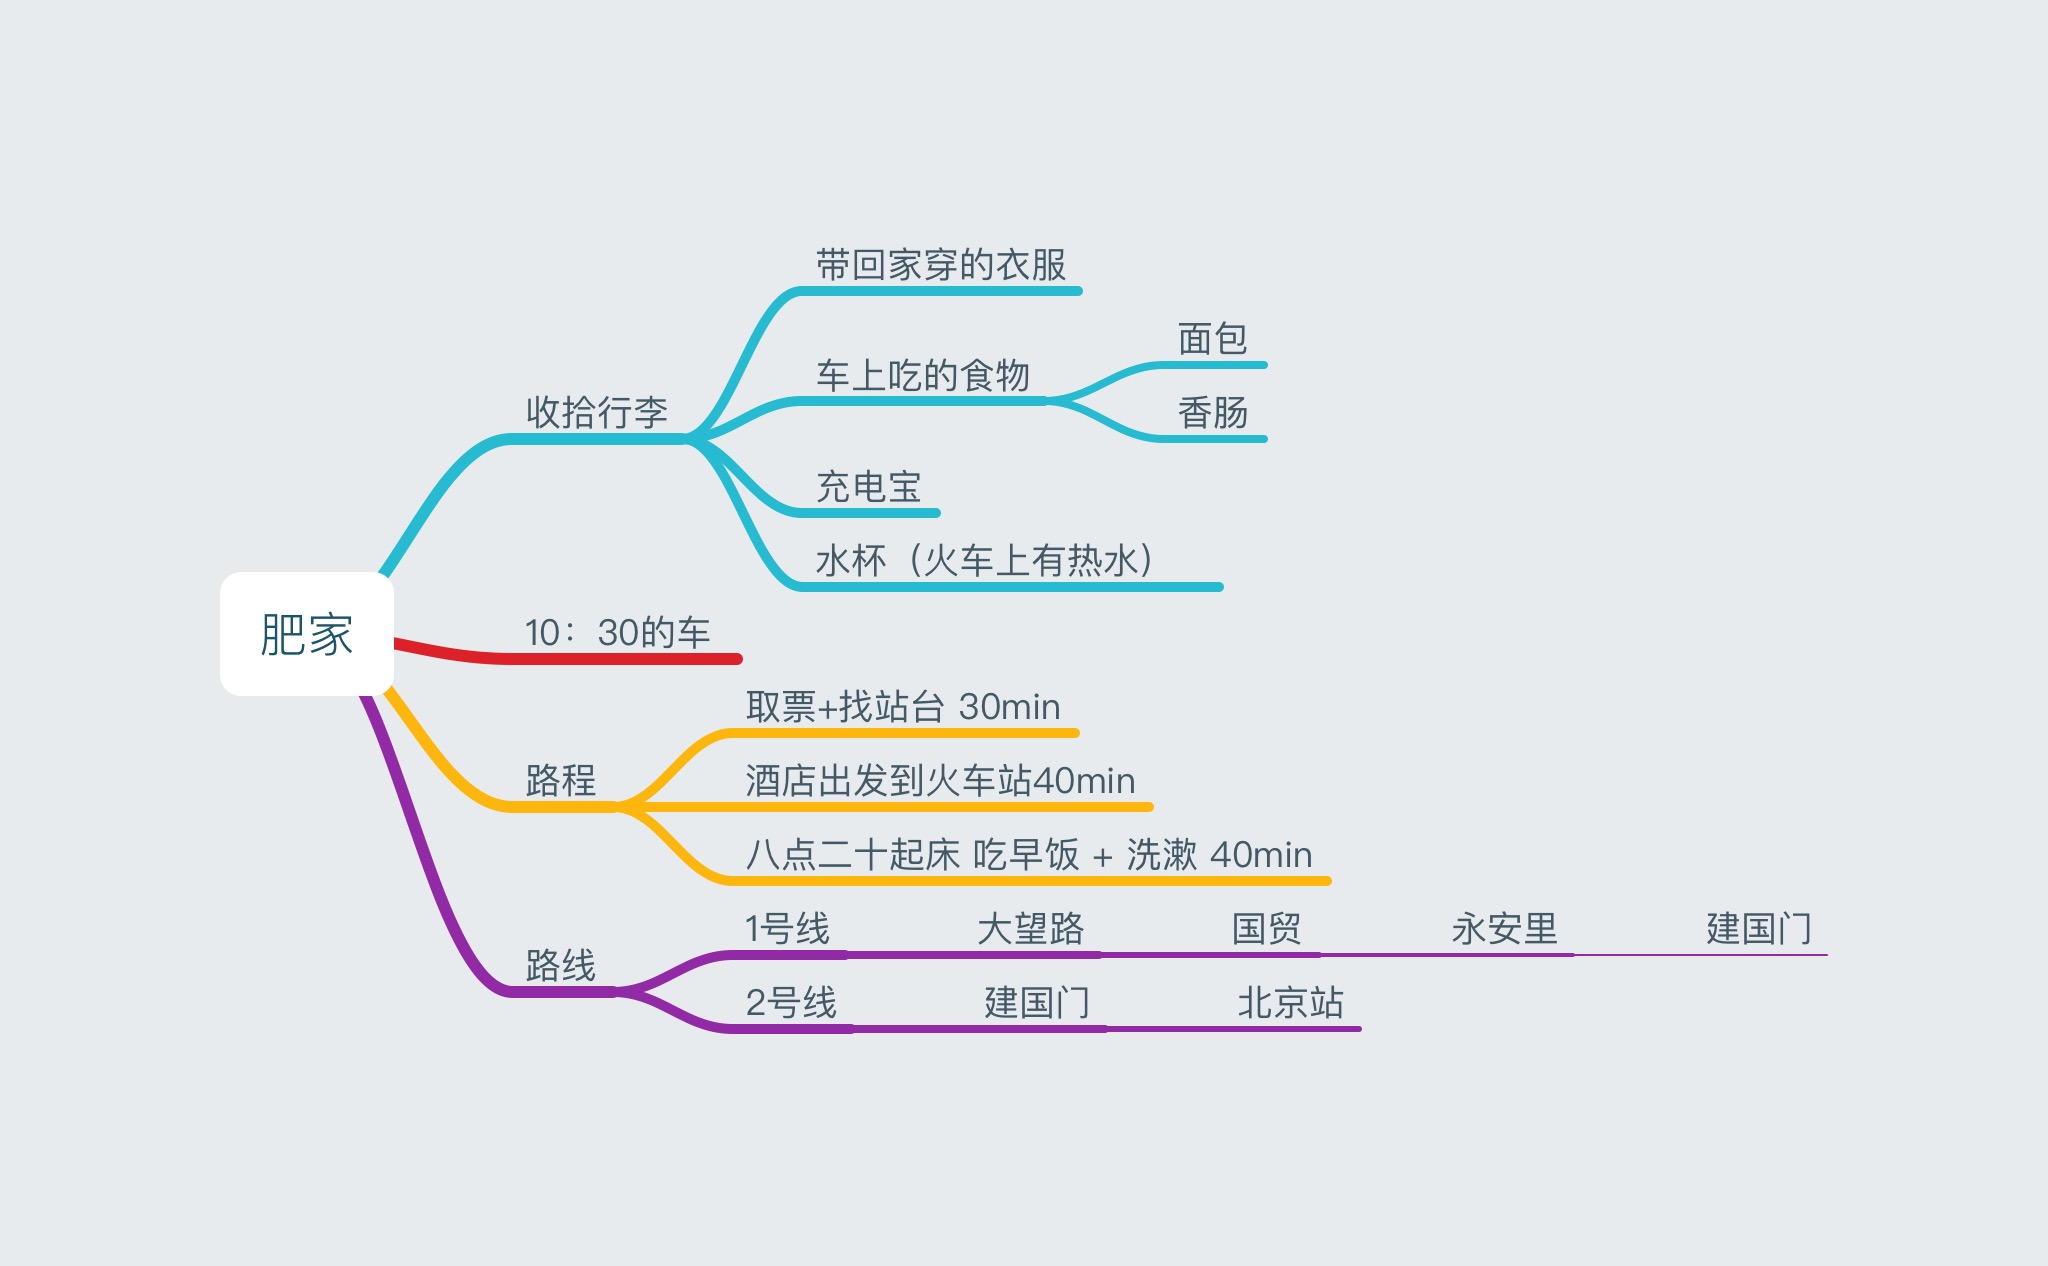 肥家
收拾行李
带回家穿的衣服
车上吃的食物
面包
香肠
充电宝
水杯（火车上有热水）
10：30的车
路程
取票+找站台 30min
酒店出发到火车站40min
八点二十起床 吃早饭 + 洗漱 40min
路线
1号线
大望路
国贸
永安里
建国门
2号线
建国门
北京站